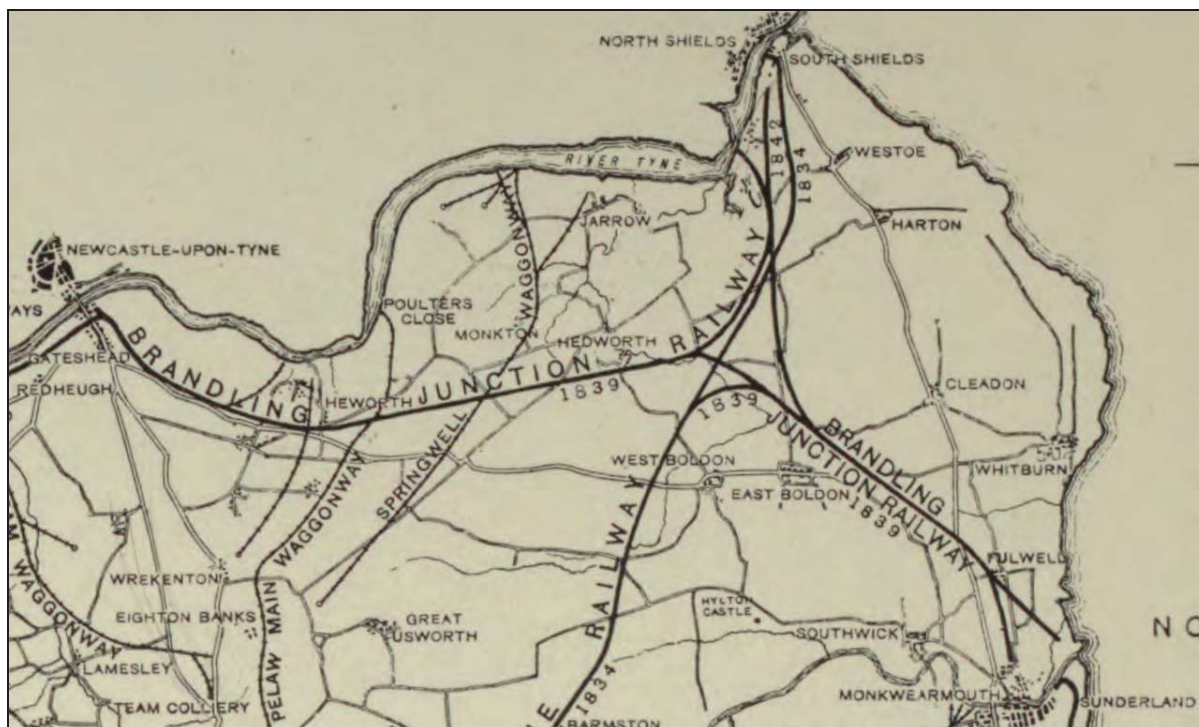 NORTH SHIELDS
SOUTH SHIELDS
RIVER TYNE
1842
1834
WESTOE
JARROW
HARTON
NEWCASTLE-UPON-TYNE
WAGGONWAY
POULTERS
CLOSE
WAYS
MONKTON
HEDWORTH
GATESHEAD
BRANDLING JUNCTION RAILWAY
1839
REDHEUGH
HEWORTH
CLEADON
1839
BRANDLING
JUNCTION RAILWAY
1839
SPRINGWELL
WEST BOLDON
EAST BOLDON
WHITBURN
WAGGONWAY
RAILWAY
WAGGONWAY
WREKENTON
FULWELL
EIGHTON BANKS
GREAT
USWORTH
HYLTON
CASTLE
SOUTHWICK
LAMESLEY
PELAW MAIN
1834
MONKWEARMOUTH
SUNDERLAND
TEAM COLLIERY
BARMSTON